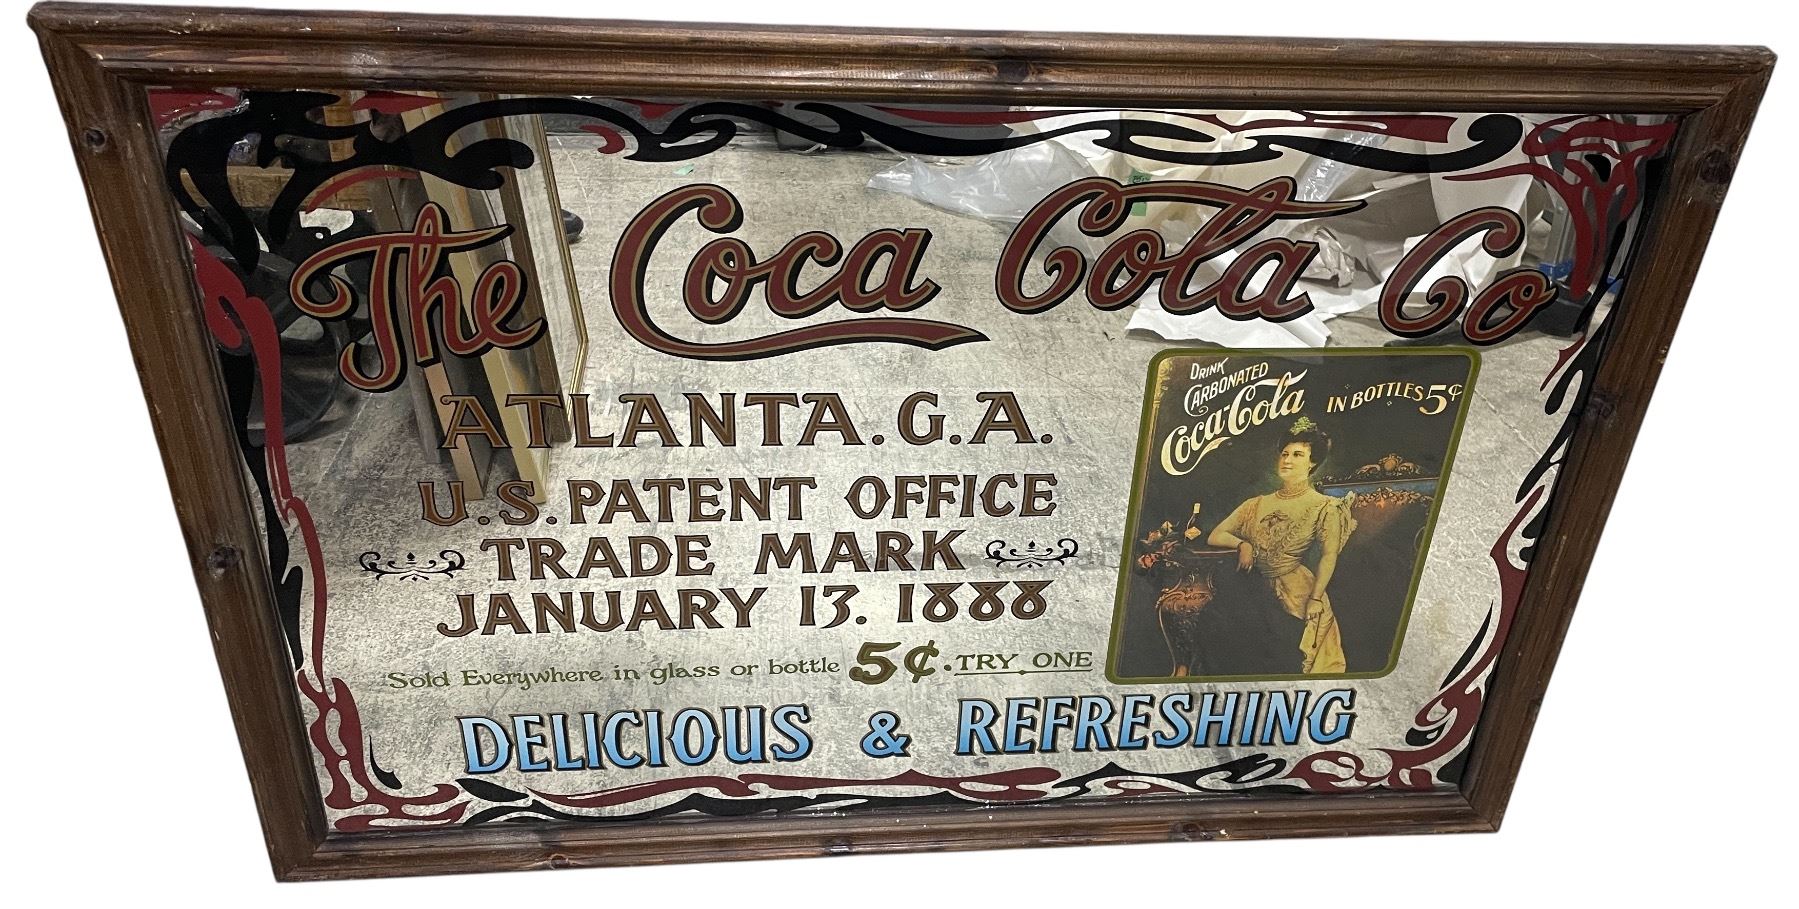 The Coca Cola Co
ATLANTA. G.A.
U.S. PATENT OFFICE
TRADE MARK
JANUARY 13. 1888
Sold Everywhere in glass or bottle 5¢. TRY ONE
DELICIOUS & REFRESHING
DRINK
CARBONATED
Coca-Cola
IN BOTTLES 5¢